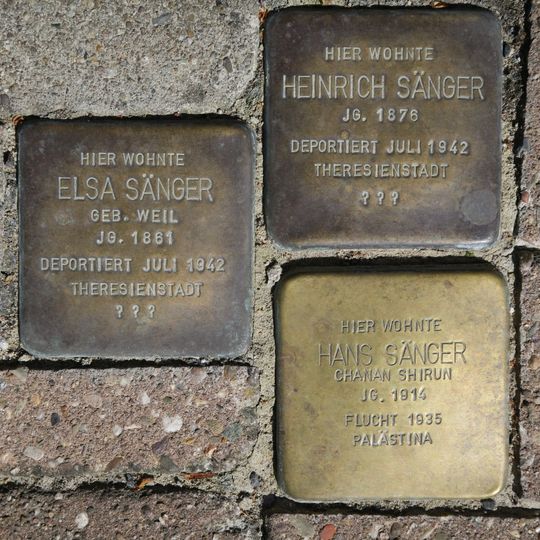 HIER WOHNTE
ELSA SÄNGER
GEB. WEIL
JG. 1861
DEPORTIERT JULI 1942
THERESIENSTADT
? ? ?
HIER WOHNTE
HEINRICH SÄNGER
JG. 1876
DEPORTIERT JULI 1942
THERESIENSTADT
? ? ?
HIER WOHNTE
HANS SÄNGER
CHANAN SHIRUN
JG. 1914
FLUCHT 1935
PALÄSTINA